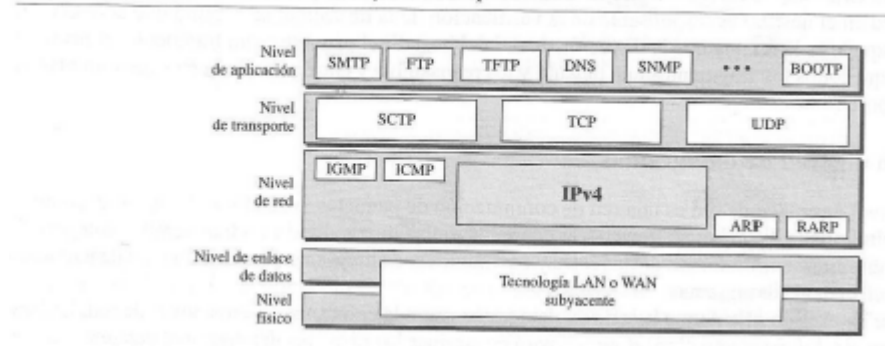 Nivel
de aplicación
SMTP
FTP
TFTP
DNS
SNMP
...
BOOTP
Nivel
de transporte
SCTP
TCP
UDP
Nivel
de red
IGMP
ICMP
IPv4
ARP
RARP
Nivel de enlace
de datos
Tecnología LAN o WAN
subyacente
Nivel
físico